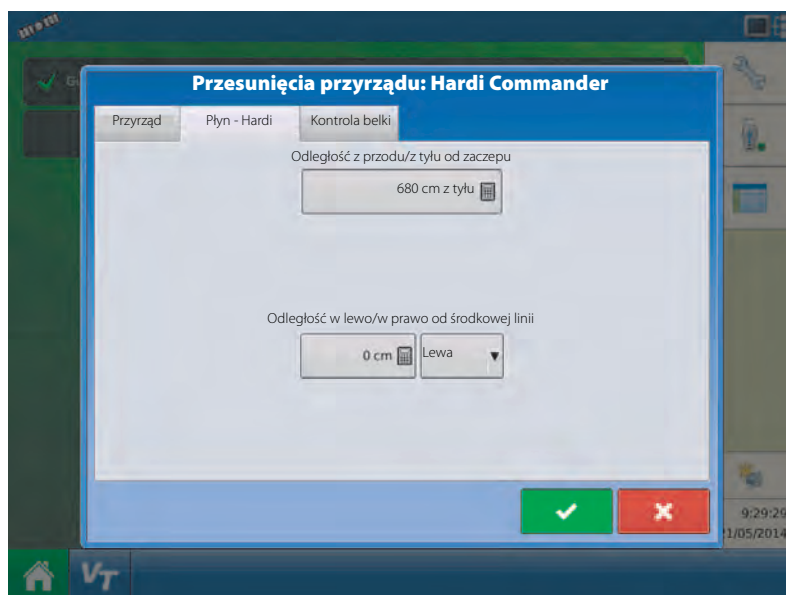 Przesunięcia przyrządu: Hardi Commander
Przyrząd Płyn - Hardi Kontrola belki
Odległość z przodu/z tyłu od zaczepu
680 cm z tyłu
Odległość w lewo/w prawo od środkowej linii
0 cm Lewa
9:29:29
21/05/2014
VT